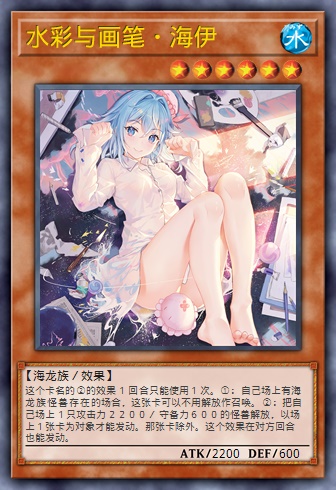 水彩与画笔·海伊
水
【海龙族/效果】
这个卡名的②的效果1回合只能使用1次。①：自己场上有海
龙族怪兽存在的场合，这张卡可以不用解放作召唤。②：把自
己场上1只攻击力2200/守备力600的怪兽解放，以场
上1张卡为对象才能发动。那张卡除外。这个效果在对方回合
也能发动。
ATK/2200 DEF/600